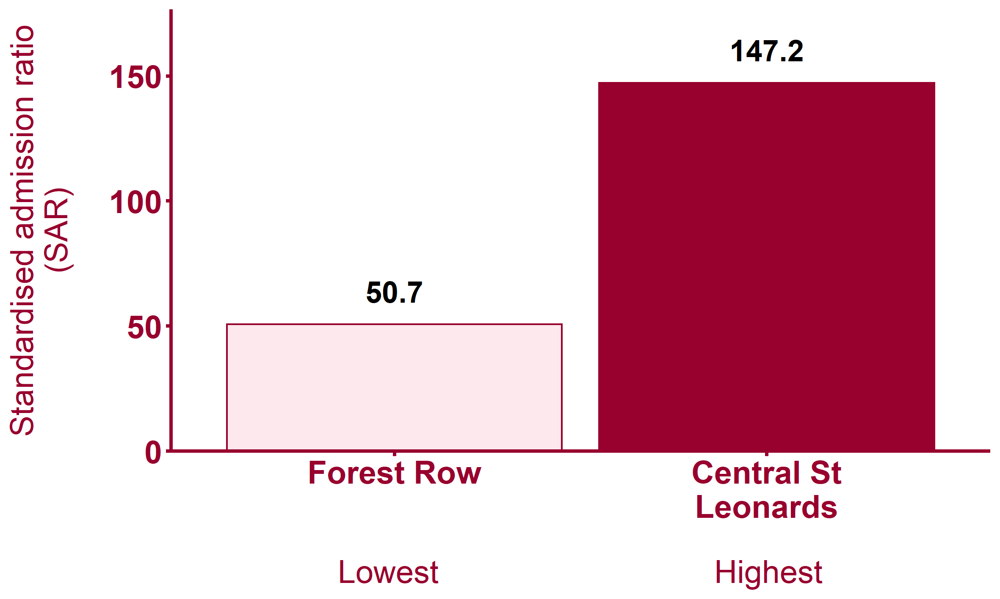 Standardised admission ratio
(SAR)
150
100
50
0
147.2
50.7
Forest Row
Central St
Leonards
Lowest
Highest